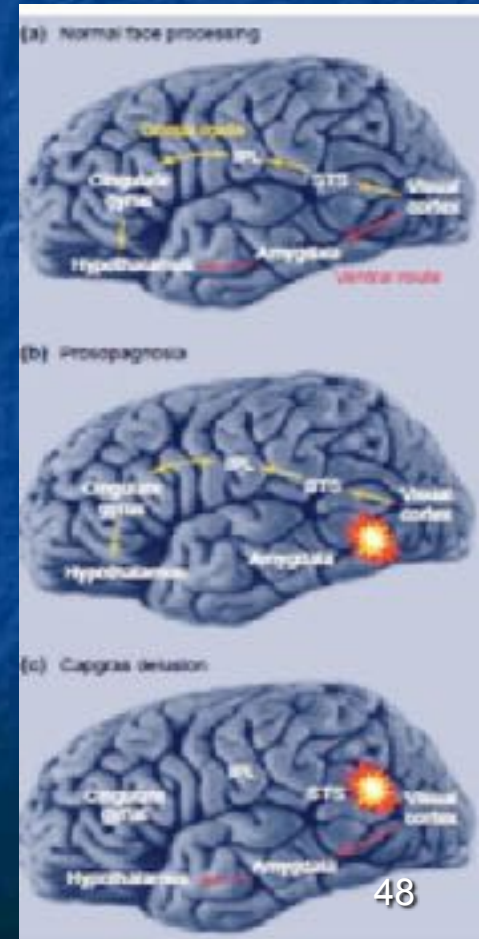 (a) Normal face processing
Dorsal route
IPL
STS
Cingulate
gyrus
Visual
cortex
Amygdala
Hypothalamus
Ventral route
(b) Prosopagnosia
IPL
STS
Cingulate
gyrus
Visual
cortex
Amygdala
Hypothalamus
(c) Capgras delusion
IPL
STS
Cingulate
gyrus
Visual
cortex
Amygdala
Hypothalamus
48